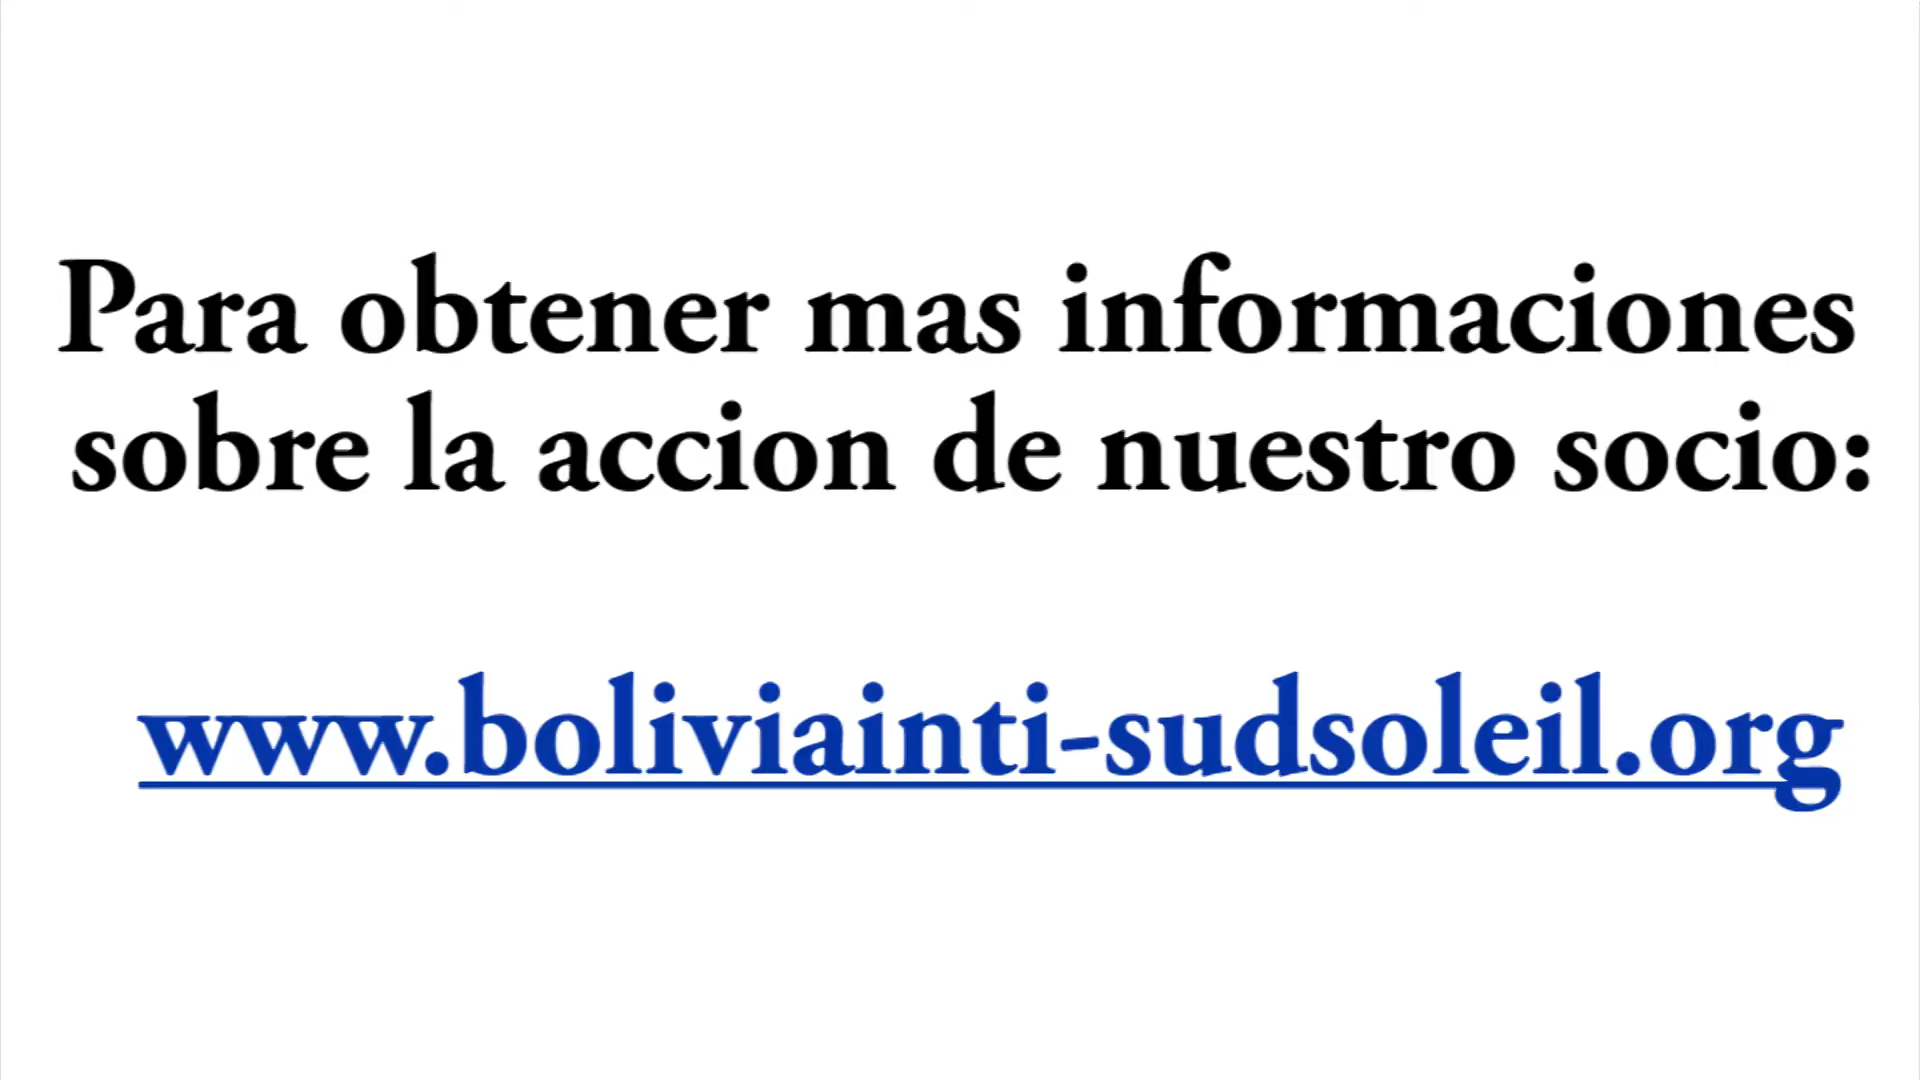 Para obtener mas informaciones
sobre la accion de nuestro socio:
www.boliviainti-sudsoleil.org